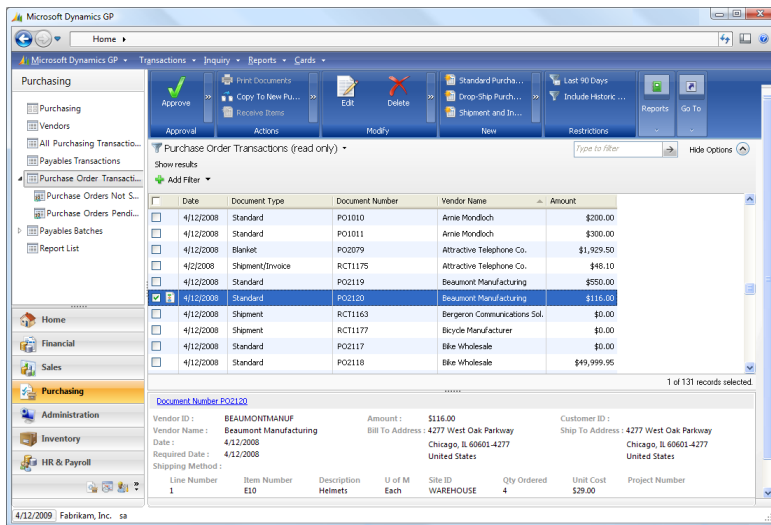 Microsoft Dynamics GP
Home
Microsoft Dynamics GP Transactions Inquiry Reports Cards
Purchasing
Purchasing
Vendors
All Purchasing Transactio...
Payables Transactions
Purchase Order Transacti...
Purchase Orders Not S...
Purchase Orders Pendi...
Payables Batches
Report List
Home
Financial
Sales
Purchasing
Administration
Inventory
HR & Payroll
Approve
Approval
Print Documents
Copy To New Pu...
Receive Items
Actions
Edit
Delete
Modify
Standard Purcha...
Drop-Ship Purch...
Shipment and In...
New
Last 90 Days
Include Historic ...
Restrictions
Reports
Go To
Purchase Order Transactions (read only)
Type to filter
Hide Options
Show results
Add Filter
Date Document Type Document Number Vendor Name Amount
4/12/2008 Standard PO1010 Arnie Mondloch $200.00
4/12/2008 Standard PO1011 Arnie Mondloch $300.00
4/12/2008 Blanket PO2079 Attractive Telephone Co. $1,929.50
4/2/2008 Shipment/Invoice RCT1175 Attractive Telephone Co. $48.10
4/12/2008 Standard PO2119 Beaumont Manufacturing $550.00
4/12/2008 Standard PO2120 Beaumont Manufacturing $116.00
4/12/2008 Shipment RCT1163 Bergeron Communications Sol. $0.00
4/12/2008 Shipment RCT1177 Bicycle Manufacturer $0.00
4/12/2008 Standard PO2117 Bike Wholesale $0.00
4/12/2008 Standard PO2118 Bike Wholesale $49,999.95
1 of 131 records selected.
Document Number PO2120
Vendor ID : BEAUMONTMANUF Amount : $116.00 Customer ID :
Vendor Name : Beaumont Manufacturing Bill To Address : 4277 West Oak Parkway Ship To Address : 4277 West Oak Parkway
Date : 4/12/2008 Chicago, IL 60601-4277 Chicago, IL 60601-4277
Required Date : 4/12/2008 United States United States
Shipping Method :
Line Number Item Number Description U of M Site ID Qty Ordered Unit Cost Project Number
1 E10 Helmets Each WAREHOUSE 4 $29.00
4/12/2009 Fabrikam, Inc. sa